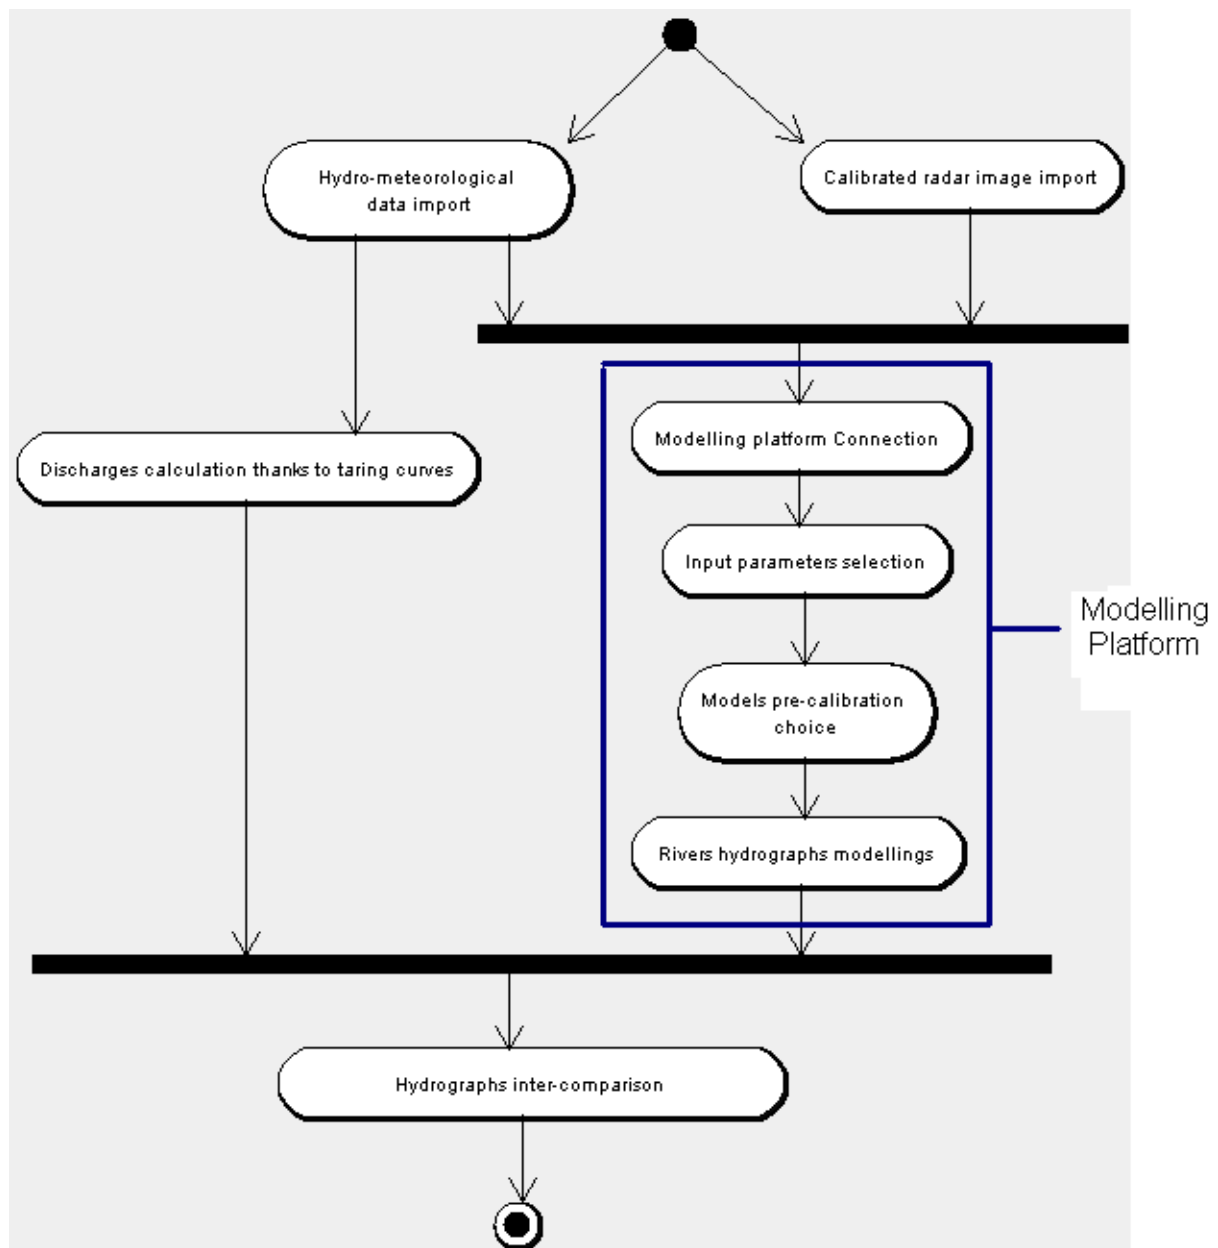 Hydro-meteorological
data import
Calibrated radar image import
Modelling platform Connection
Discharges calculation thanks to taring curves
Input parameters selection
Modelling
Platform
Models pre-calibration
choice
Rivers hydrographs modellings
Hydrographs inter-comparison